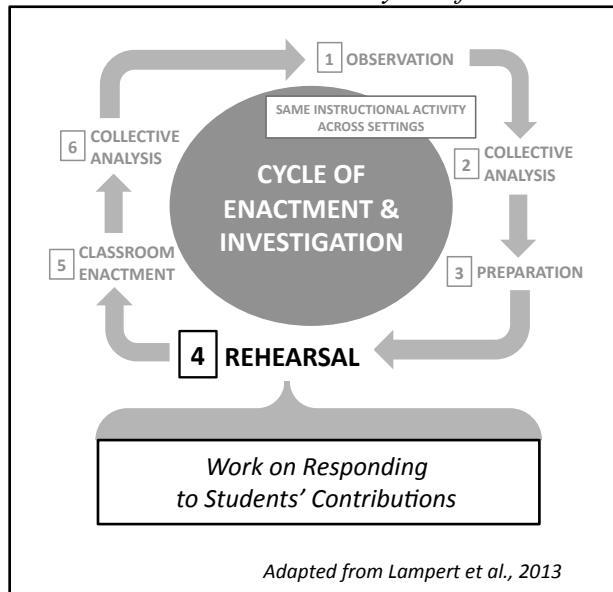 1 OBSERVATION
SAME INSTRUCTIONAL ACTIVITY
ACROSS SETTINGS
6 COLLECTIVE
ANALYSIS
2 COLLECTIVE
ANALYSIS
CYCLE OF
ENACTMENT &
INVESTIGATION
5 CLASSROOM
ENACTMENT
3 PREPARATION
4 REHEARSAL
Work on Responding
to Students’ Contributions
Adapted from Lampert et al., 2013